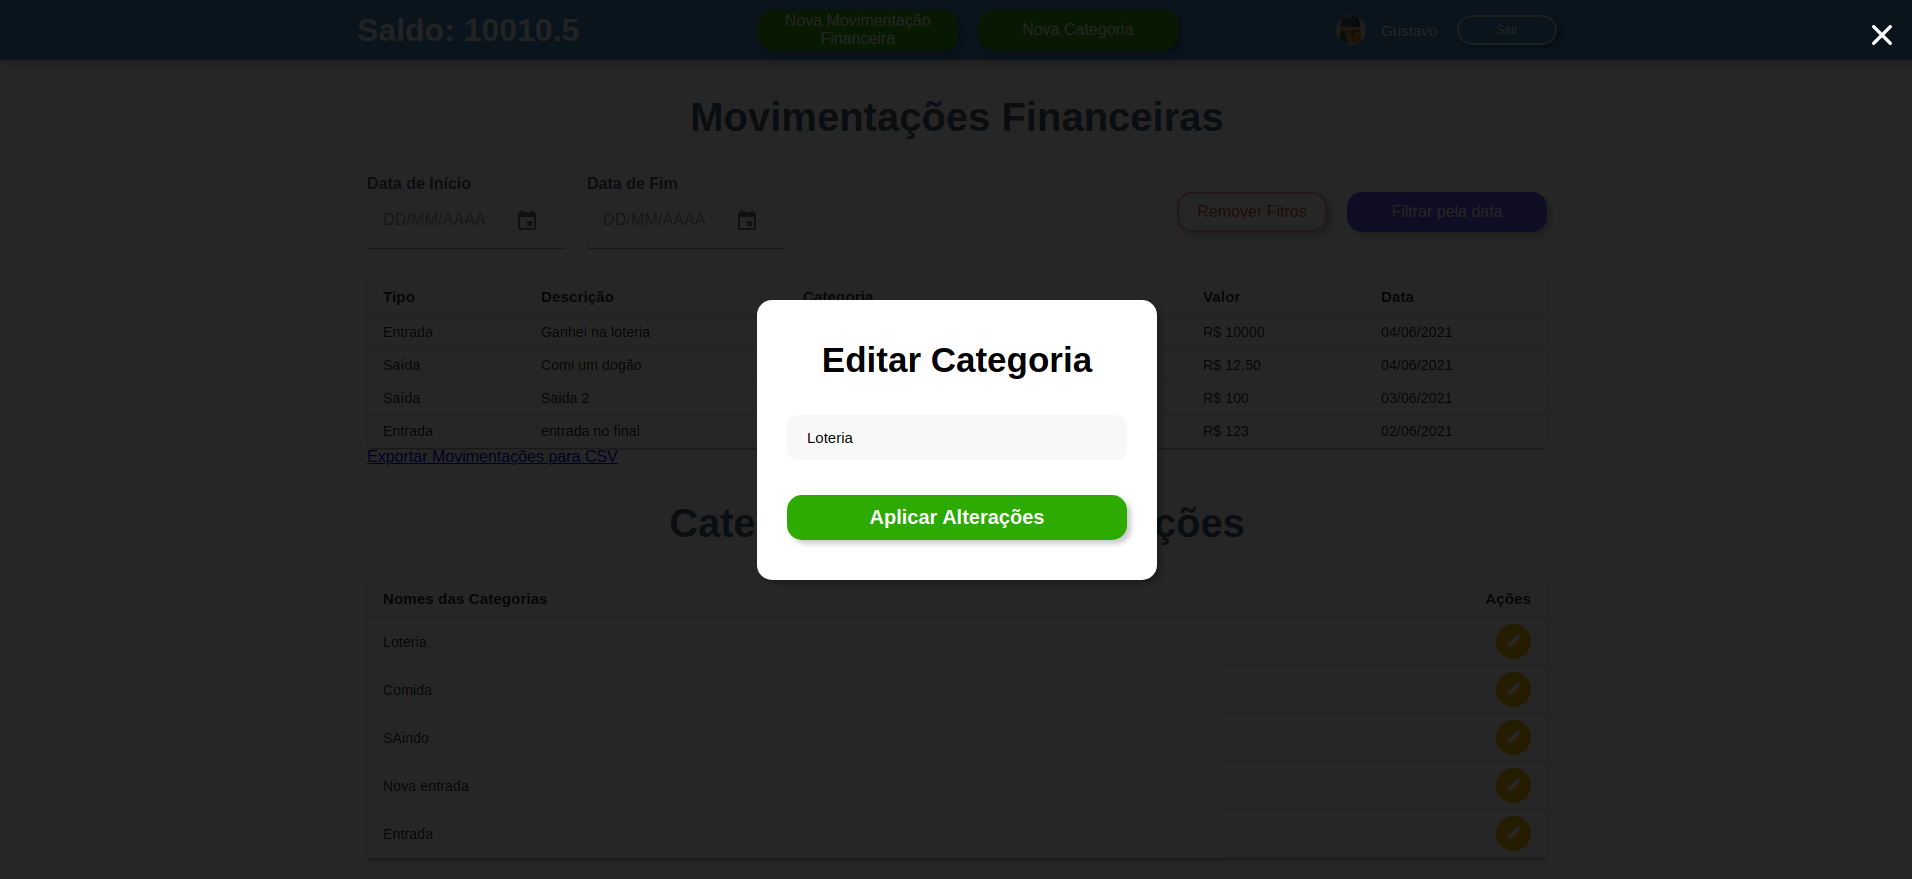 Saldo: 10010.5
Nova Movimentação
Financeira
Nova Categoria
Gustavo
Sair
Movimentações Financeiras
Data de Início
Data de Fim
DD/MM/AAAA
DD/MM/AAAA
Remover Fitros
Filtrar pela data
Tipo Descrição Categoria Valor Data
Entrada Ganhei na loteria R$ 10000 04/06/2021
Saída Comi um dogão R$ 12.50 04/06/2021
Saída Saida 2 R$ 100 03/06/2021
Entrada entrada no final R$ 123 02/06/2021
Exportar Movimentações para CSV
Editar Categoria
Loteria
Aplicar Alterações
Cate ções
Nomes das Categorias Ações
Loteria
Comida
SAindo
Nova entrada
Entrada